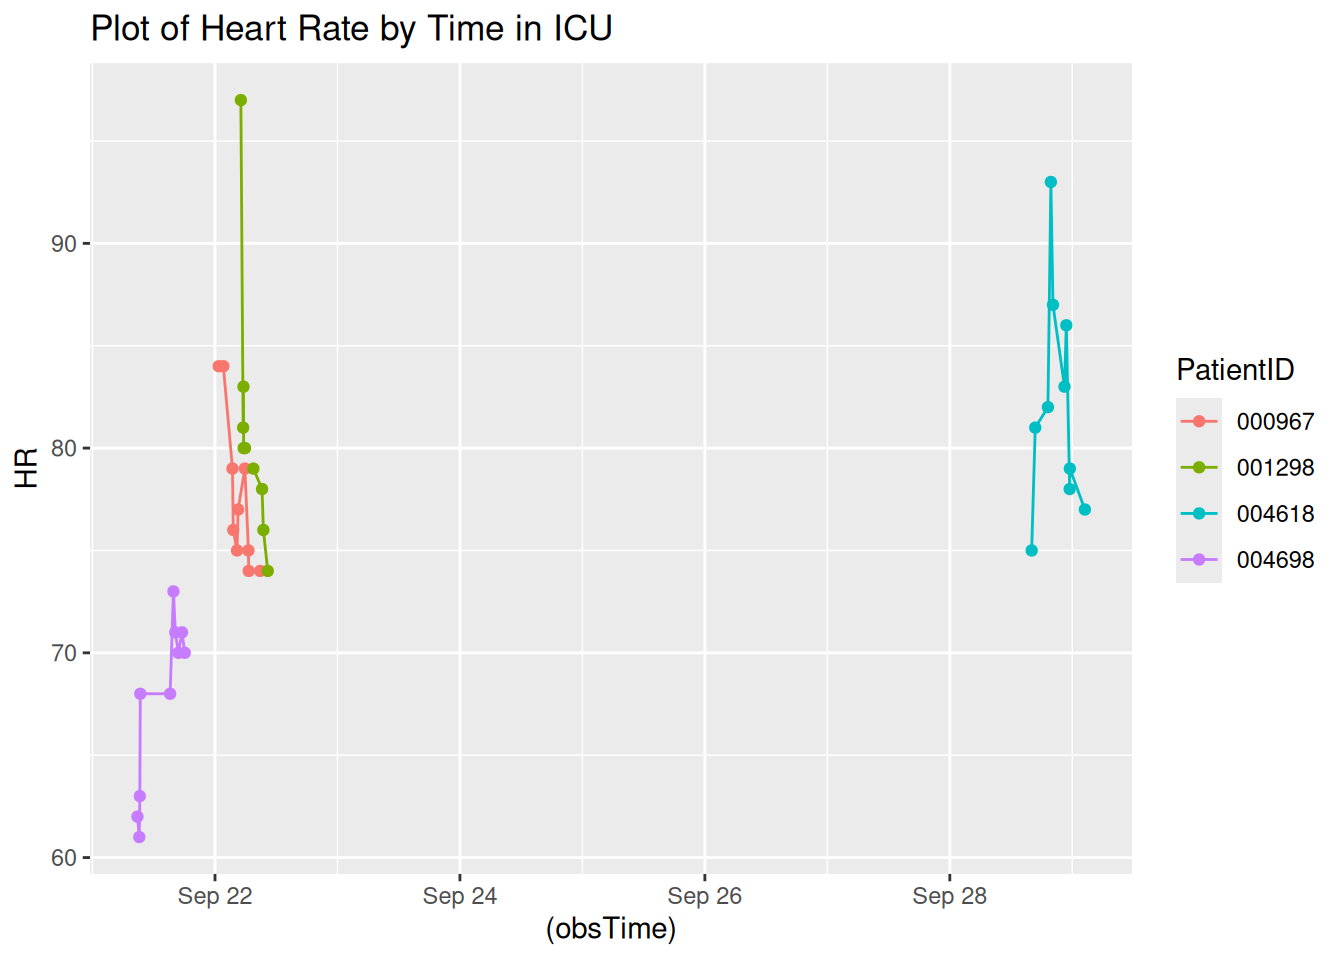 Plot of Heart Rate by Time in ICU
HR
90
80
70
60
Sep 22 Sep 24 Sep 26 Sep 28
(obsTime)
PatientID
000967
001298
004618
004698